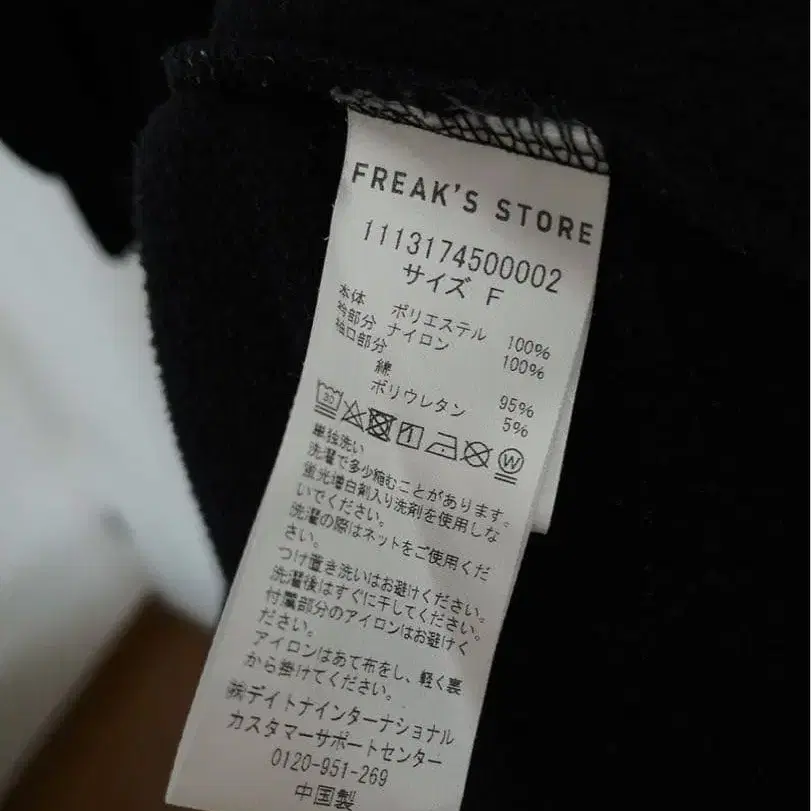 FREAK'S STORE
1113174500002
サイズ F
本体 ポリエステル 100%
衿部分 ナイロン 100%
袖口部分
綿 95%
ポリウレタン 5%
30
W
単独洗い
洗濯で多少縮むことがあります。
蛍光増白剤入り洗剤を使用しな
いでください。
洗濯の際はネットをご使用くだ
さい。
つけ置き洗いはお避けください。
洗濯後はすぐに干してください。
付属部分のアイロンはお避けく
ださい。
アイロンはあて布をし、軽く裏
から掛けてください。
㈱デイトナインターナショナル
カスタマーサポートセンター
0120-951-269
中国製